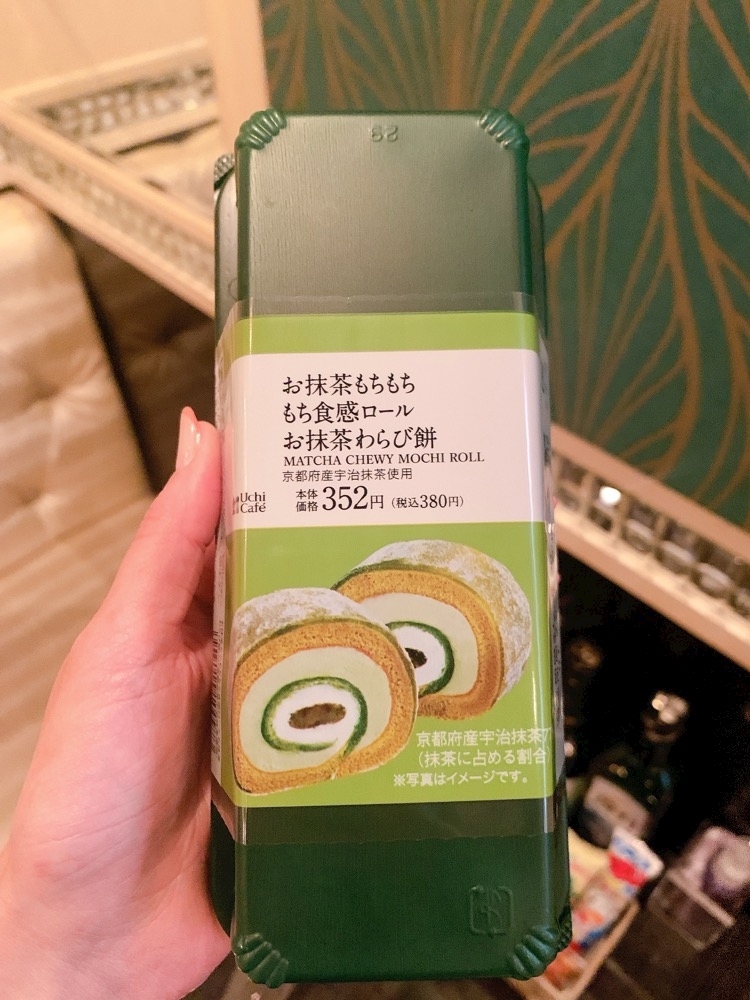 お抹茶もちもち
もち食感ロール
お抹茶わらび餅
MATCHA CHEWY MOCHI ROLL
京都府産宇治抹茶使用
Uchi
Café
本体
価格 352円 (税込380円)
京都府産宇治抹茶
(抹茶に占める割合)
※写真はイメージです。